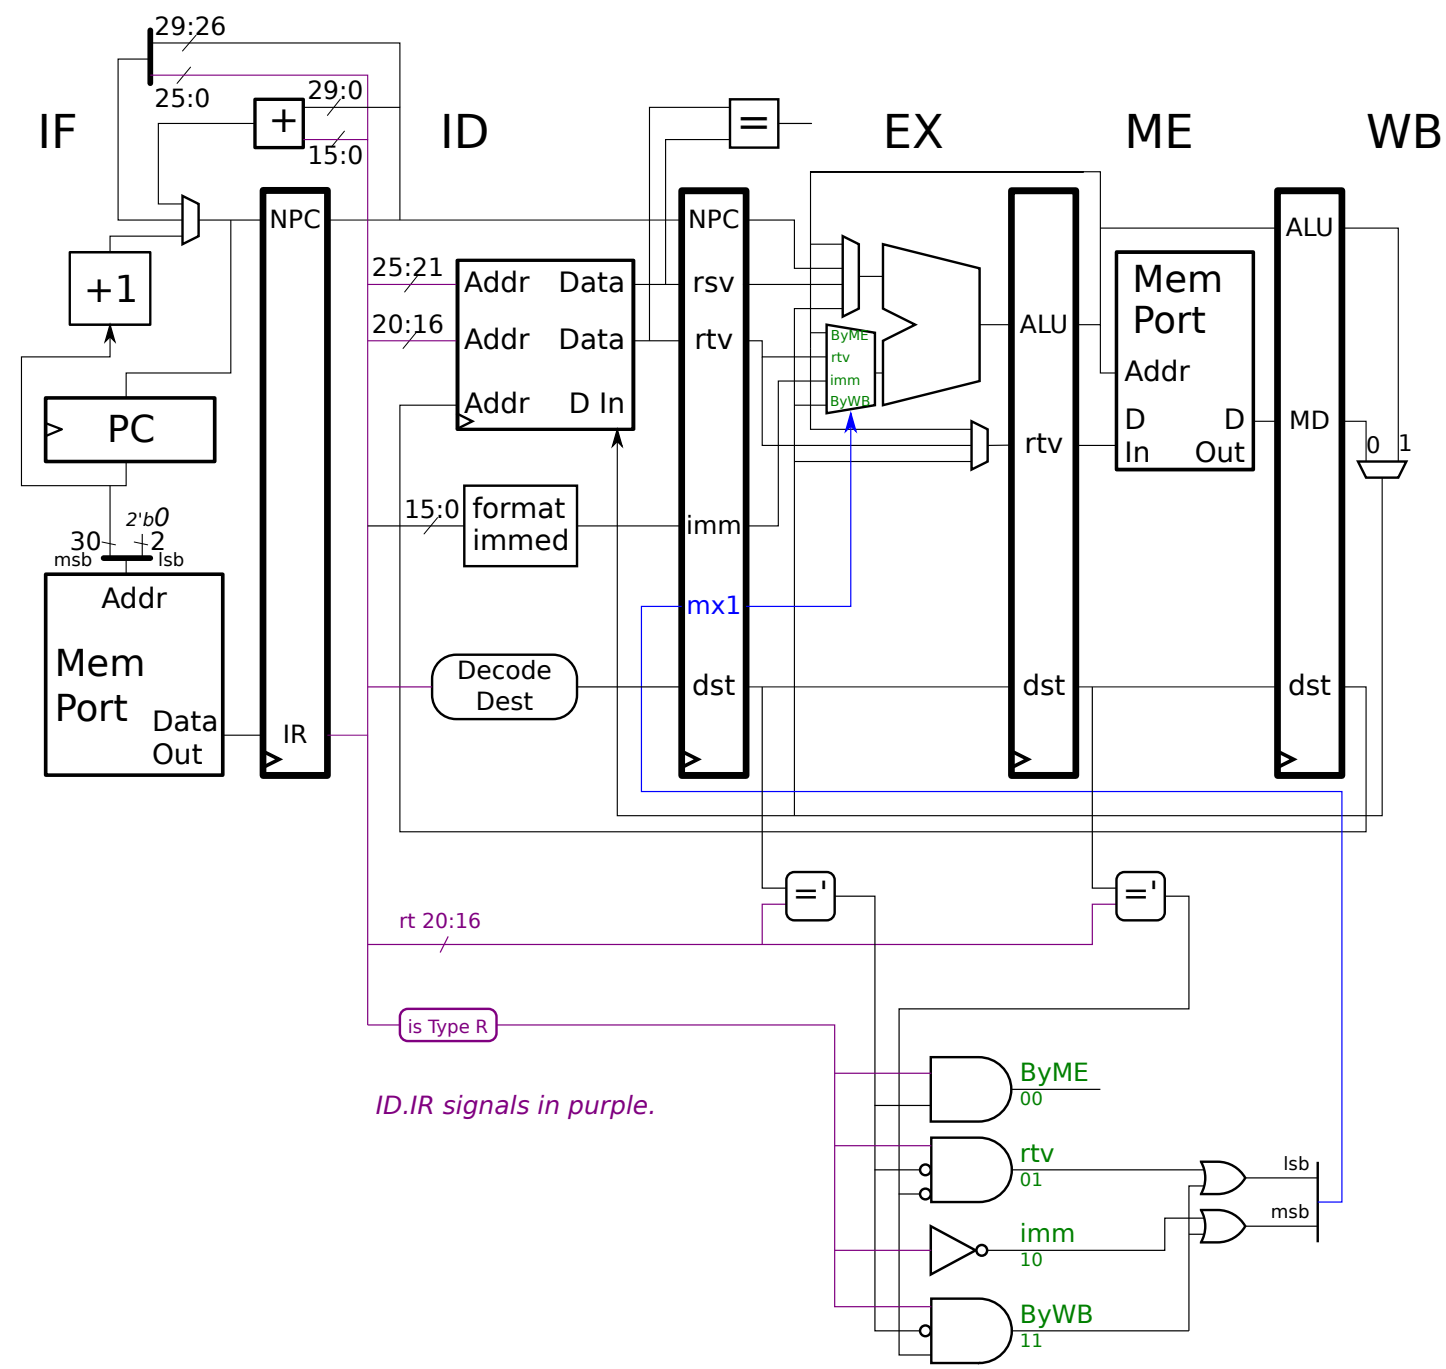 29:26
25:0
29:0
+
15:0
=
IF
ID
EX
ME
WB
NPC
NPC
ALU
+1
25:21
Addr
Data
rsv
Mem
Port
20:16
Addr
Data
rtv
ByME
rtv
imm
ByWB
ALU
Addr
Addr
D In
PC
D
In
D
Out
MD
0
1
rtv
15:0
format
immed
imm
2'b0
30
2
msb
lsb
Addr
mx1
Mem
Port
Data
Out
IR
Decode
Dest
dst
dst
dst
='
='
rt 20:16
is Type R
ID.IR signals in purple.
ByME
00
rtv
01
lsb
msb
imm
10
ByWB
11